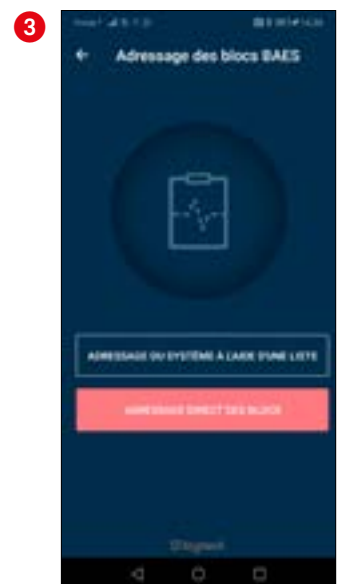 3
Adressage des blocs BAES
ADRESSAGE DU SYSTÈME À L'AIDE D'UNE LISTE
ADRESSAGE DIRECT DES BLOCS